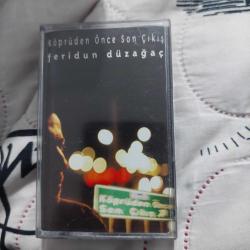 Köprüden Önce Son Çıkış
feridun düzağaç
Köprüden Önce
Son Çıkış